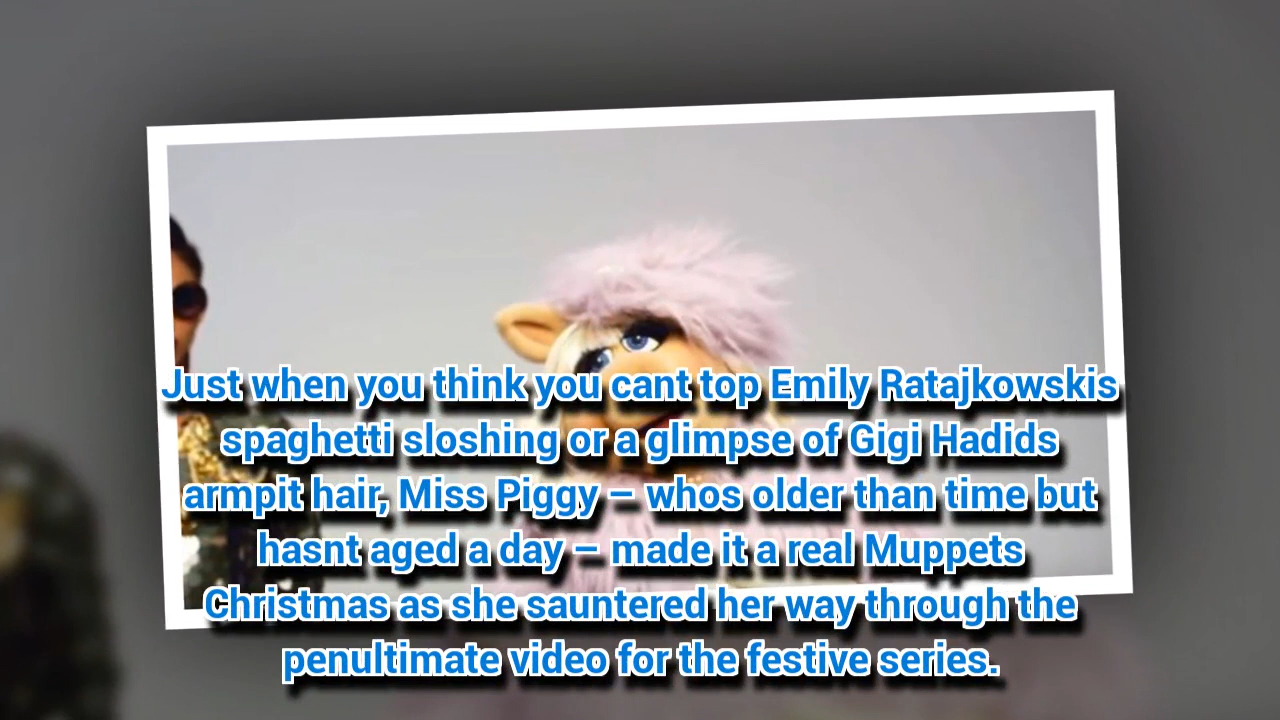 Just when you think you cant top Emily Ratajkowskis
spaghetti sloshing or a glimpse of Gigi Hadids
armpit hair, Miss Piggy – whos older than time but
hasnt aged a day – made it a real Muppets
Christmas as she sauntered her way through the
penultimate video for the festive series.